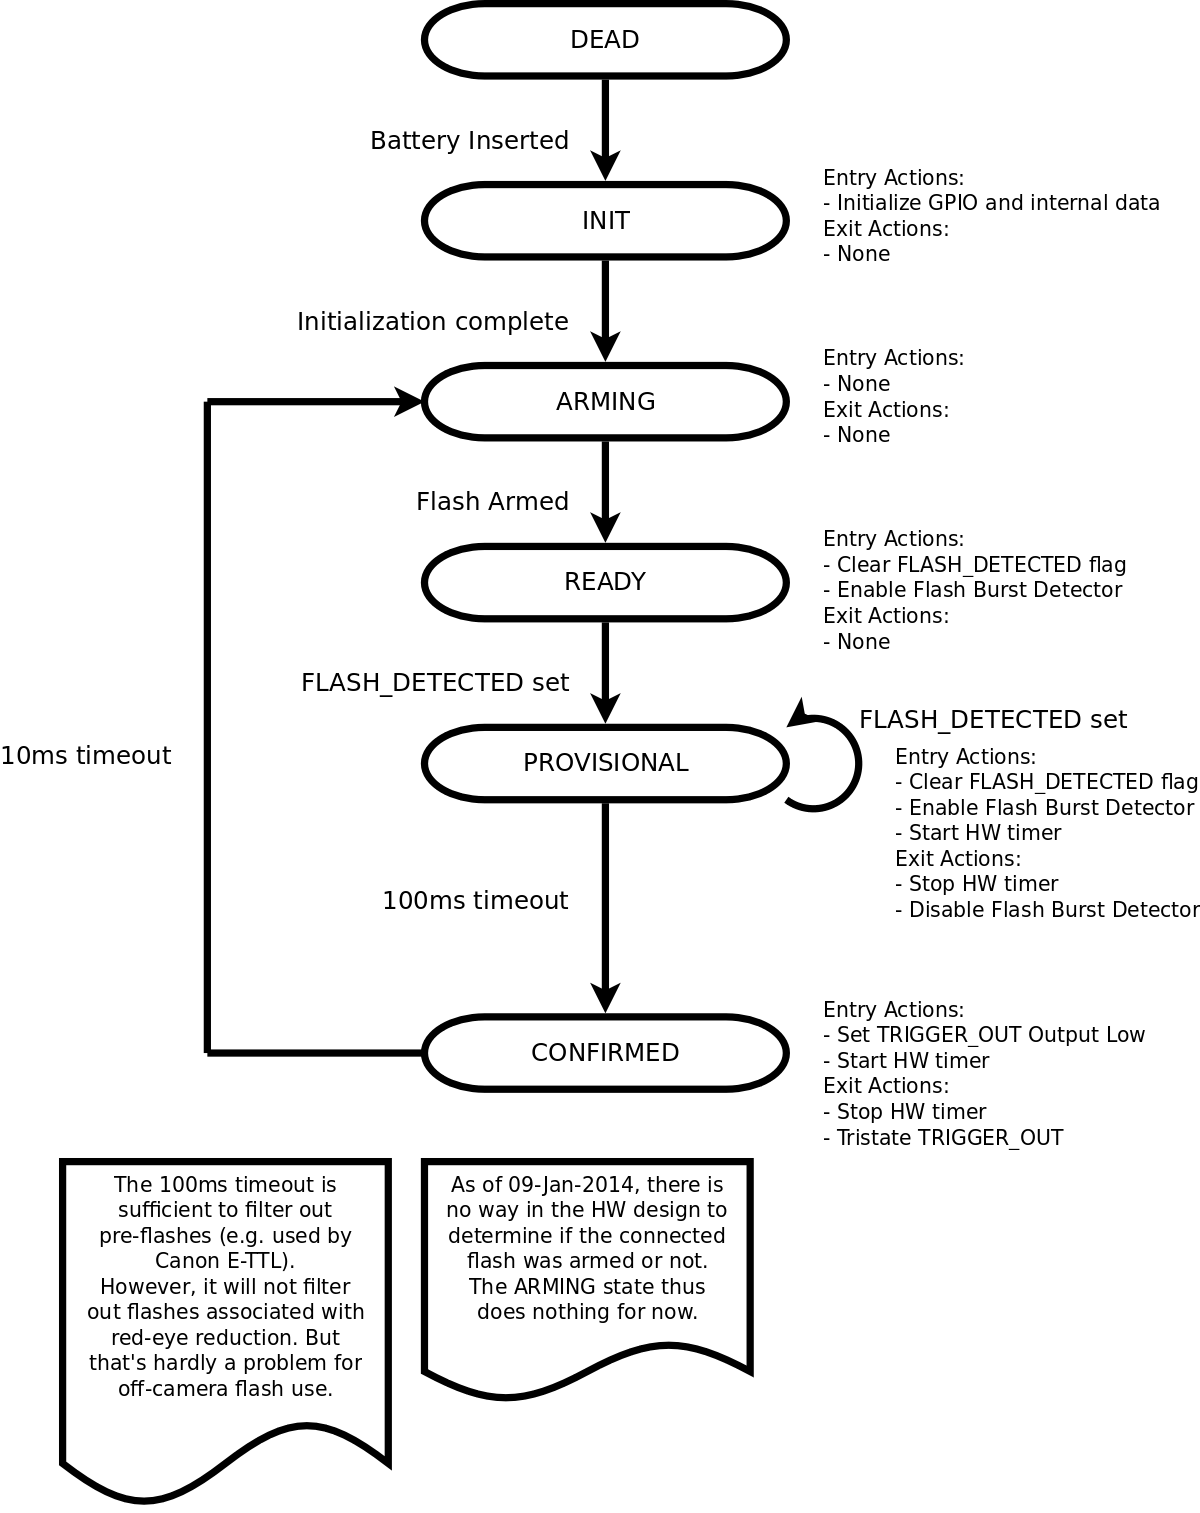 DEAD
Battery Inserted
INIT
Entry Actions:
- Initialize GPIO and internal data
Exit Actions:
- None
Initialization complete
ARMING
Entry Actions:
- None
Exit Actions:
- None
Flash Armed
READY
Entry Actions:
- Clear FLASH_DETECTED flag
- Enable Flash Burst Detector
Exit Actions:
- None
FLASH_DETECTED set
PROVISIONAL
FLASH_DETECTED set
Entry Actions:
- Clear FLASH_DETECTED flag
- Enable Flash Burst Detector
- Start HW timer
Exit Actions:
- Stop HW timer
- Disable Flash Burst Detector
10ms timeout
100ms timeout
CONFIRMED
Entry Actions:
- Set TRIGGER_OUT Output Low
- Start HW timer
Exit Actions:
- Stop HW timer
- Tristate TRIGGER_OUT
The 100ms timeout is
sufficient to filter out
pre-flashes (e.g. used by
Canon E-TTL).
However, it will not filter
out flashes associated with
red-eye reduction. But
that's hardly a problem for
off-camera flash use.
As of 09-Jan-2014, there is
no way in the HW design to
determine if the connected
flash was armed or not.
The ARMING state thus
does nothing for now.